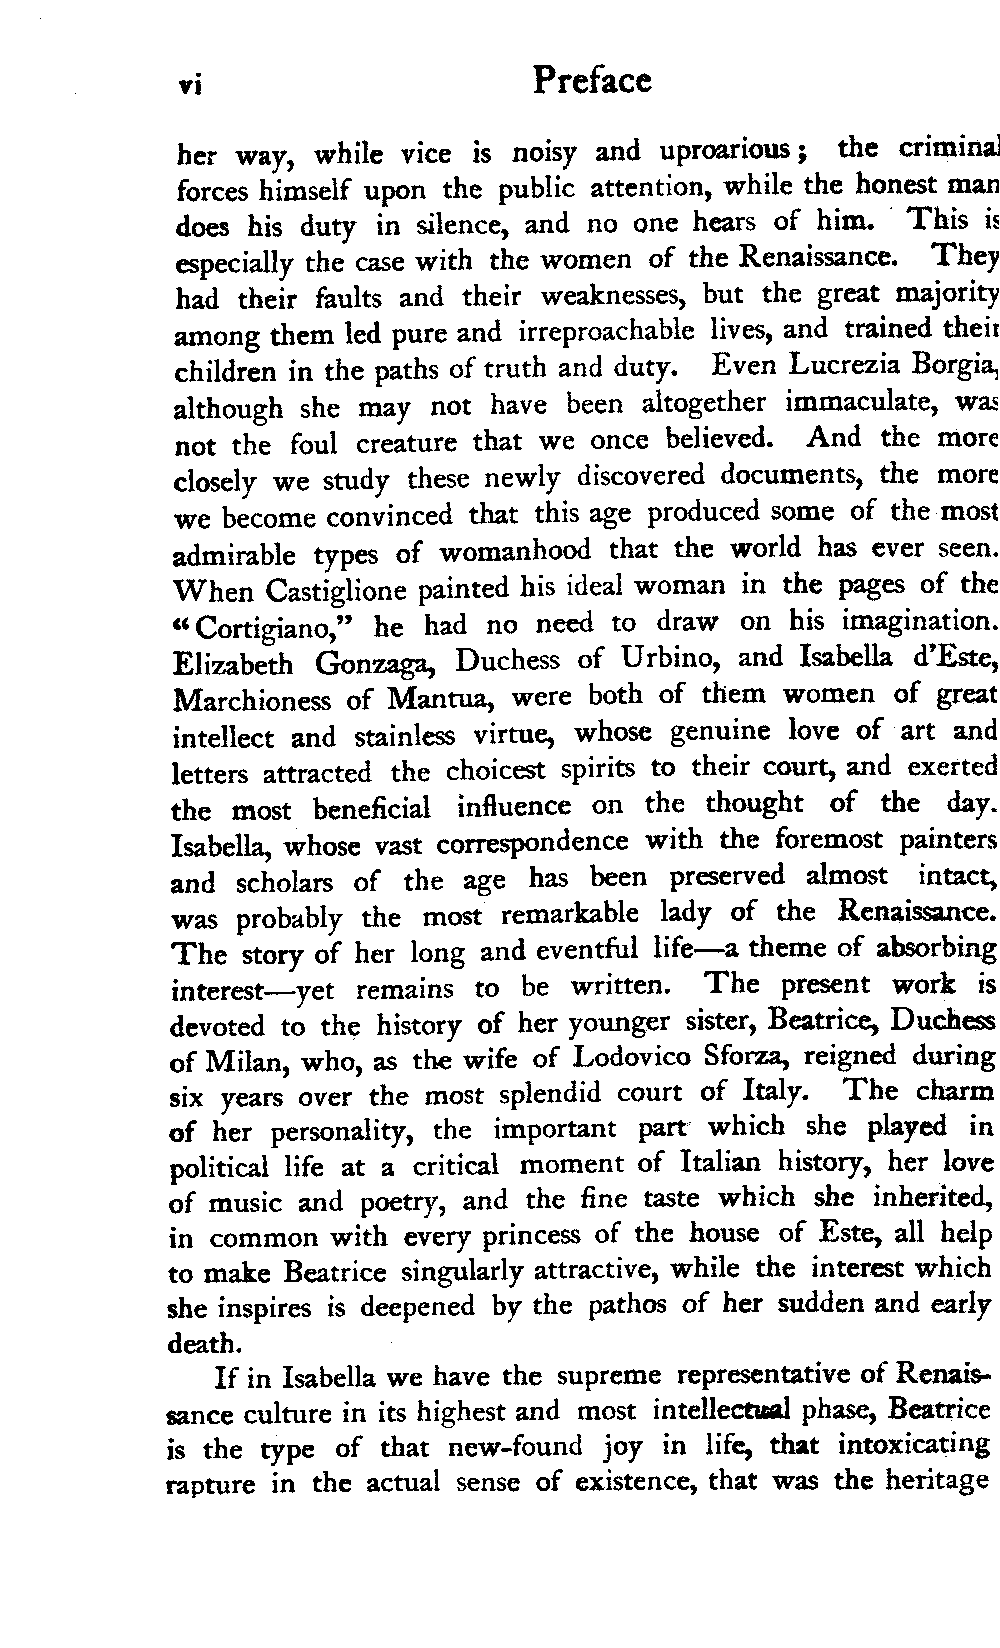 vi Preface
her way, while vice is noisy and uproarious; the criminal
forces himself upon the public attention, while the honest man
does his duty in silence, and no one hears of him. This is
especially the case with the women of the Renaissance. They
had their faults and their weaknesses, but the great majority
among them led pure and irreproachable lives, and trained their
children in the paths of truth and duty. Even Lucrezia Borgia,
although she may not have been altogether immaculate, was
not the foul creature that we once believed. And the more
closely we study these newly discovered documents, the more
we become convinced that this age produced some of the most
admirable types of womanhood that the world has ever seen.
When Castiglione painted his ideal woman in the pages of the
“Cortigiano,” he had no need to draw on his imagination.
Elizabeth Gonzaga, Duchess of Urbino, and Isabella d'Este,
Marchioness of Mantua, were both of them women of great
intellect and stainless virtue, whose genuine love of art and
letters attracted the choicest spirits to their court, and exerted
the most beneficial influence on the thought of the day.
Isabella, whose vast correspondence with the foremost painters
and scholars of the age has been preserved almost intact,
was probably the most remarkable lady of the Renaissance.
The story of her long and eventful life—a theme of absorbing
interest—yet remains to be written. The present work is
devoted to the history of her younger sister, Beatrice, Duchess
of Milan, who, as the wife of Lodovico Sforza, reigned during
six years over the most splendid court of Italy. The charm
of her personality, the important part which she played in
political life at a critical moment of Italian history, her love
of music and poetry, and the fine taste which she inherited,
in common with every princess of the house of Este, all help
to make Beatrice singularly attractive, while the interest which
she inspires is deepened by the pathos of her sudden and early
death.
If in Isabella we have the supreme representative of Renais-
sance culture in its highest and most intellectual phase, Beatrice
is the type of that new-found joy in life, that intoxicating
rapture in the actual sense of existence, that was the heritage